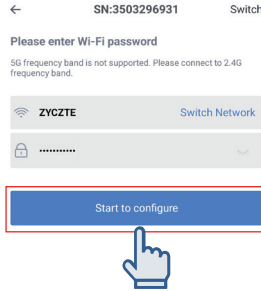 ← SN:3503296931 Switch
Please enter Wi-Fi password
5G frequency band is not supported. Please connect to 2.4G
frequency band.
ZYCZTE Switch Network
•••••••••••
Start to configure